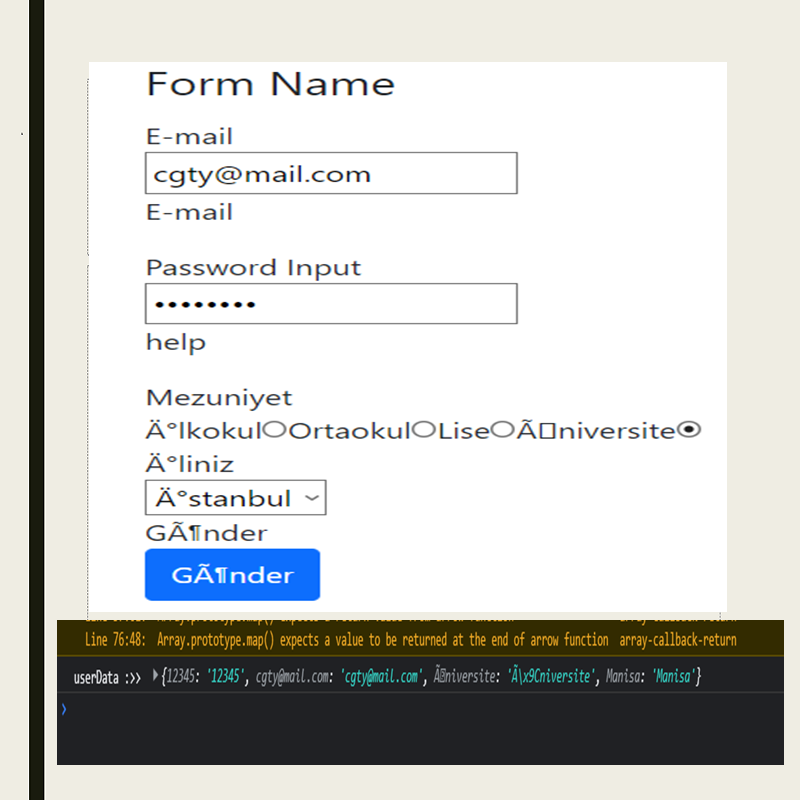 Form Name
E-mail
cgty@mail.com
E-mail
Password Input
••••••••
help
Mezuniyet
Ä°lkokul Ortaokul Lise Ã□niversite
Ä°liniz
Ä°stanbul
GÃ¶nder
GÃ¶nder
Line 76:48: Array.prototype.map() expects a value to be returned at the end of arrow function array-callback-return
userData :>> {12345: '12345', cgty@mail.com: 'cgty@mail.com', Ã□niversite: 'Ã\x9Cniversite', Manisa: 'Manisa'}